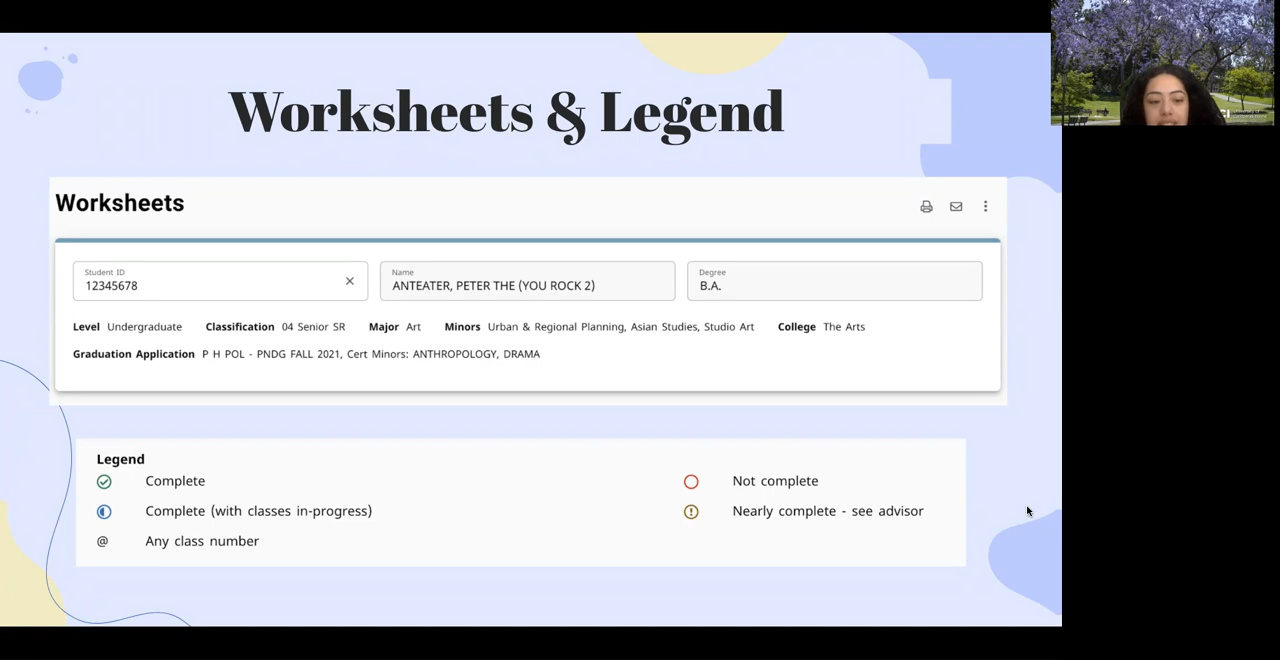 Worksheets & Legend
Worksheets
Student ID
12345678
Name
ANTEATER, PETER THE (YOU ROCK 2)
Degree
B.A.
Level Undergraduate Classification 04 Senior SR Major Art Minors Urban & Regional Planning, Asian Studies, Studio Art College The Arts
Graduation Application P H POL - PNDG FALL 2021, Cert Minors: ANTHROPOLOGY, DRAMA
Legend
Complete
Not complete
Complete (with classes in-progress)
Nearly complete - see advisor
@ Any class number